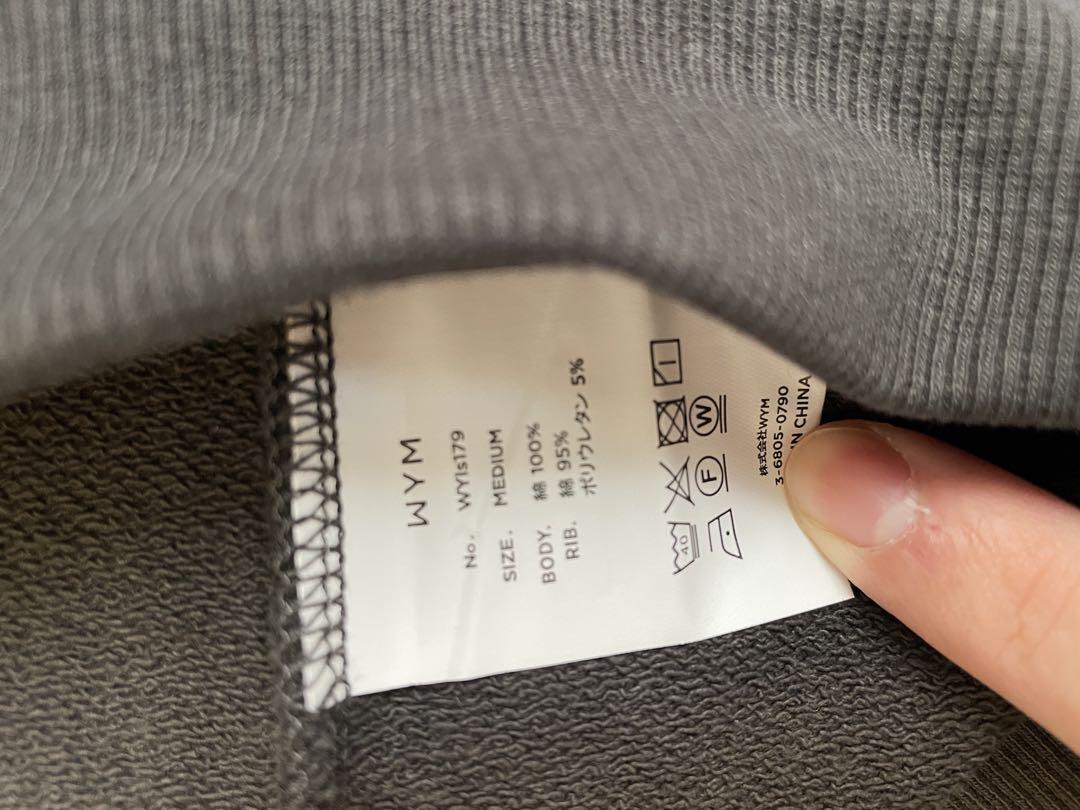 WYM
No. WYls179
SIZE. MEDIUM
BODY. 綿 100%
RIB. 綿 95%
ポリウレタン 5%
40
F W
株式会社WYM
3-6805-0790
IN CHINA